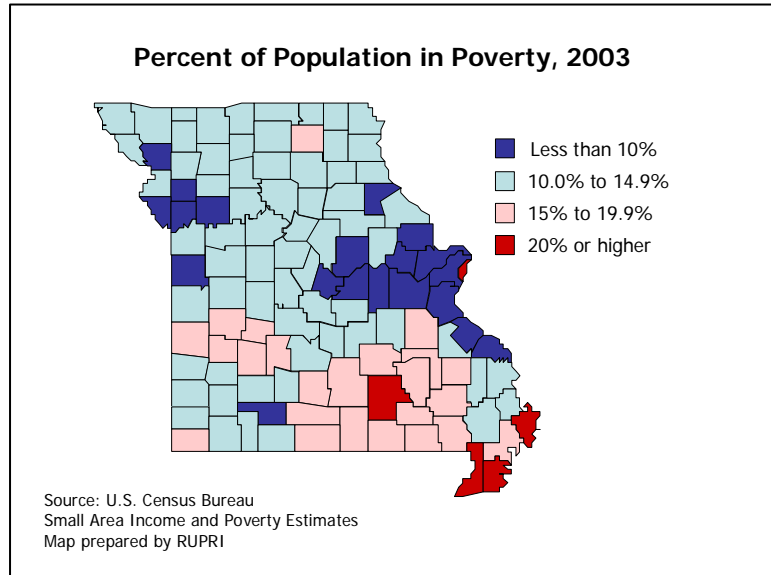 Percent of Population in Poverty, 2003
Less than 10%
10.0% to 14.9%
15% to 19.9%
20% or higher
Source: U.S. Census Bureau
Small Area Income and Poverty Estimates
Map prepared by RUPRI